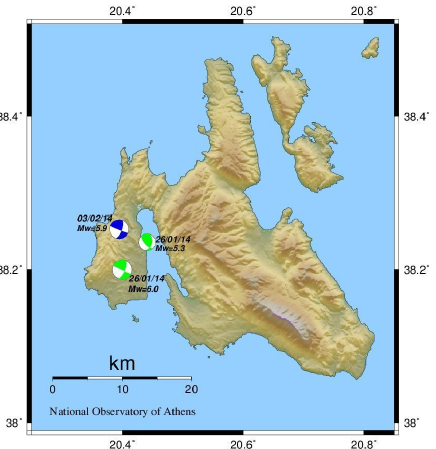 20.4° 20.6° 20.8°
38.4° 38.4°
03/02/14
Mw=5.9
26/01/14
Mw=5.3
38.2° 38.2°
26/01/14
Mw=6.0
km
0 10 20
National Observatory of Athens
38° 38°
20.4° 20.6° 20.8°